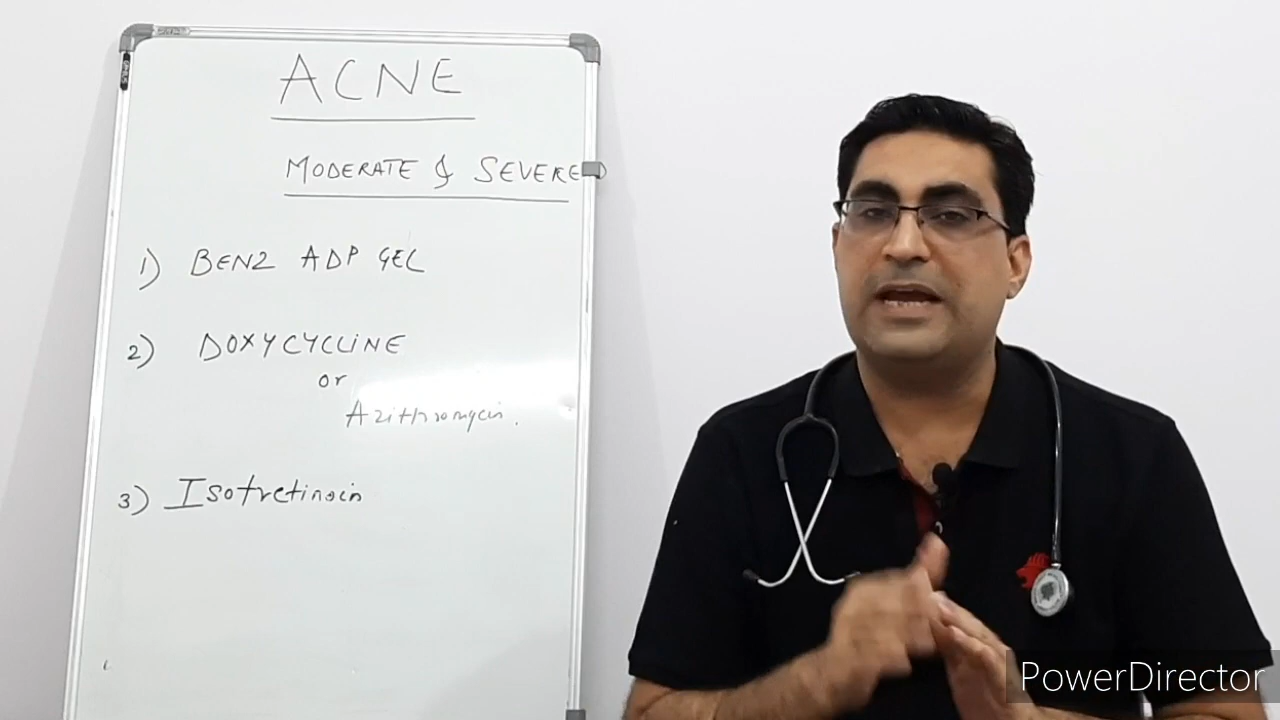 ACNE
MODERATE & SEVERE
1) BENZ ADP GEL
2) DOXYCYCLINE
or
Azithromycin.
3) Isotretinoin
PowerDirector